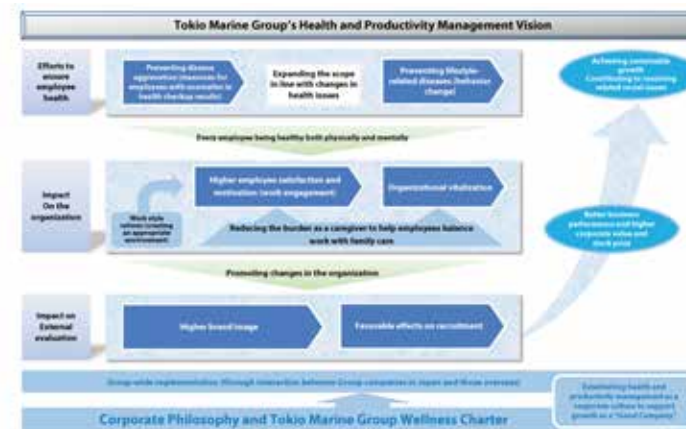 Tokio Marine Group's Health and Productivity Management Vision
Efforts to
ensure
employee
health
Preventing disease
aggravation (measures for
employees with anomalies in
health checkup results)
Expanding the scope
in line with changes in
health issues
Preventing lifestyle-
related diseases (behavior
change)
Achieving sustainable
growth
Contributing to resolving
related social issues
Every employee being healthy both physically and mentally
Impact
On the
organization
Higher employee satisfaction and
motivation (work engagement)
Organizational vitalization
Work style
reform (creating
an appropriate
environment)
Reducing the burden as a caregiver to help employees balance
work with family care
Better business
performance and higher
corporate value and
stock price
Promoting changes in the organization
Impact on
External
evaluation
Higher brand image
Favorable effects on recruitment
Group-wide implementation (through interaction between Group companies in Japan and those overseas)
Corporate Philosophy and Tokio Marine Group Wellness Charter
Establishing health and
productivity management as a
corporate culture to support
growth as a "Good Company"